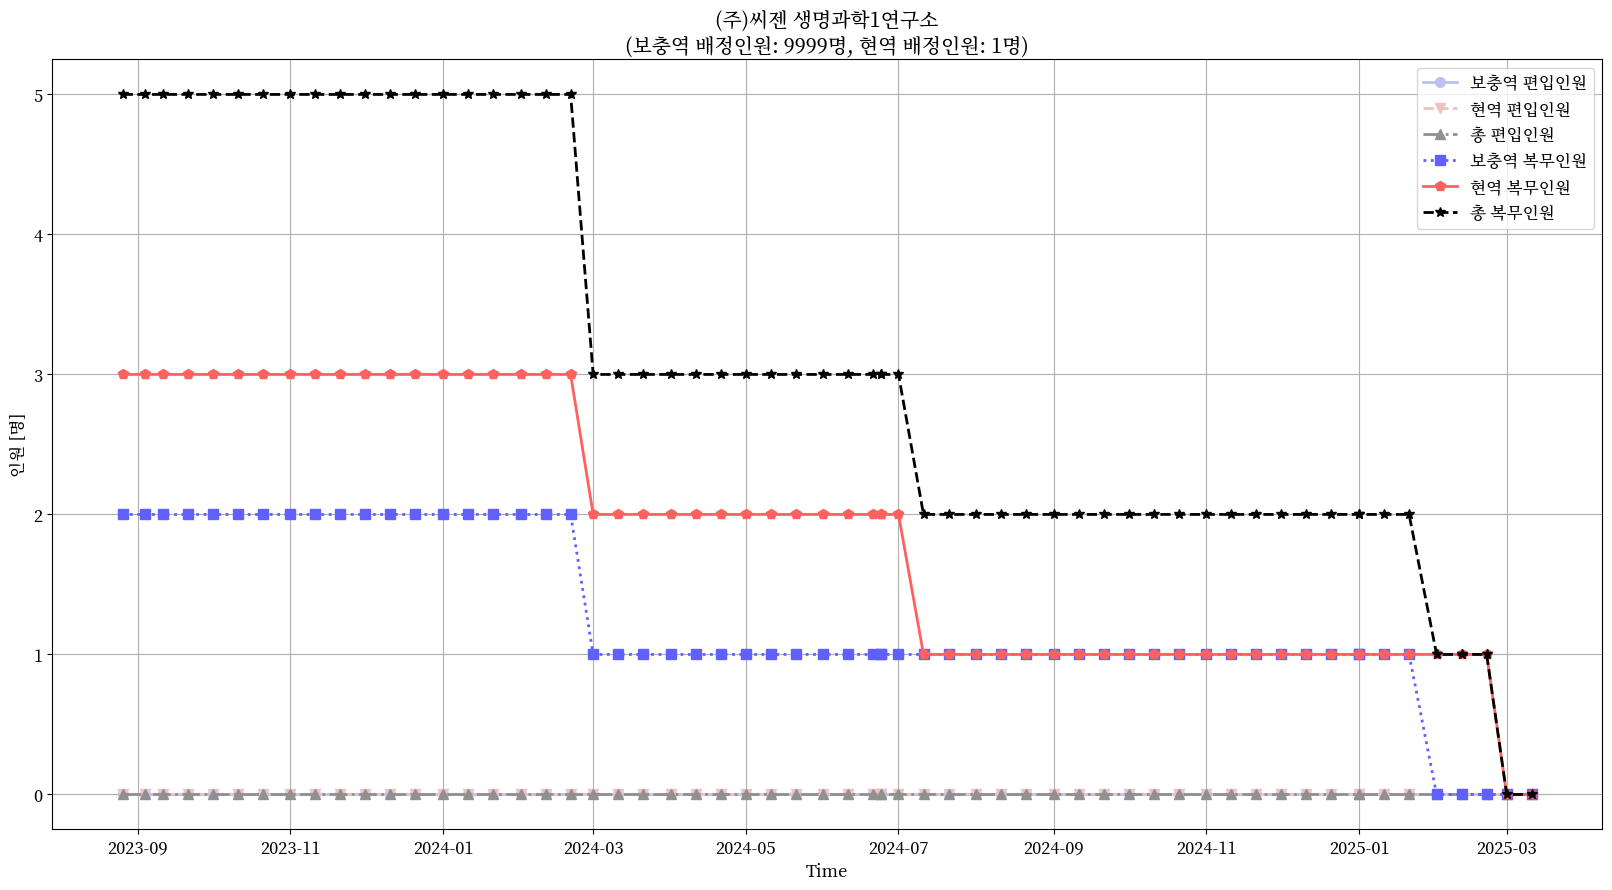 (주)씨젠 생명과학1연구소
(보충역 배정인원: 9999명, 현역 배정인원: 1명)
보충역 편입인원
현역 편입인원
총 편입인원
보충역 복무인원
현역 복무인원
총 복무인원
인원 [명]
5
4
3
2
1
0
2023-09 2023-11 2024-01 2024-03 2024-05 2024-07 2024-09 2024-11 2025-01 2025-03
Time